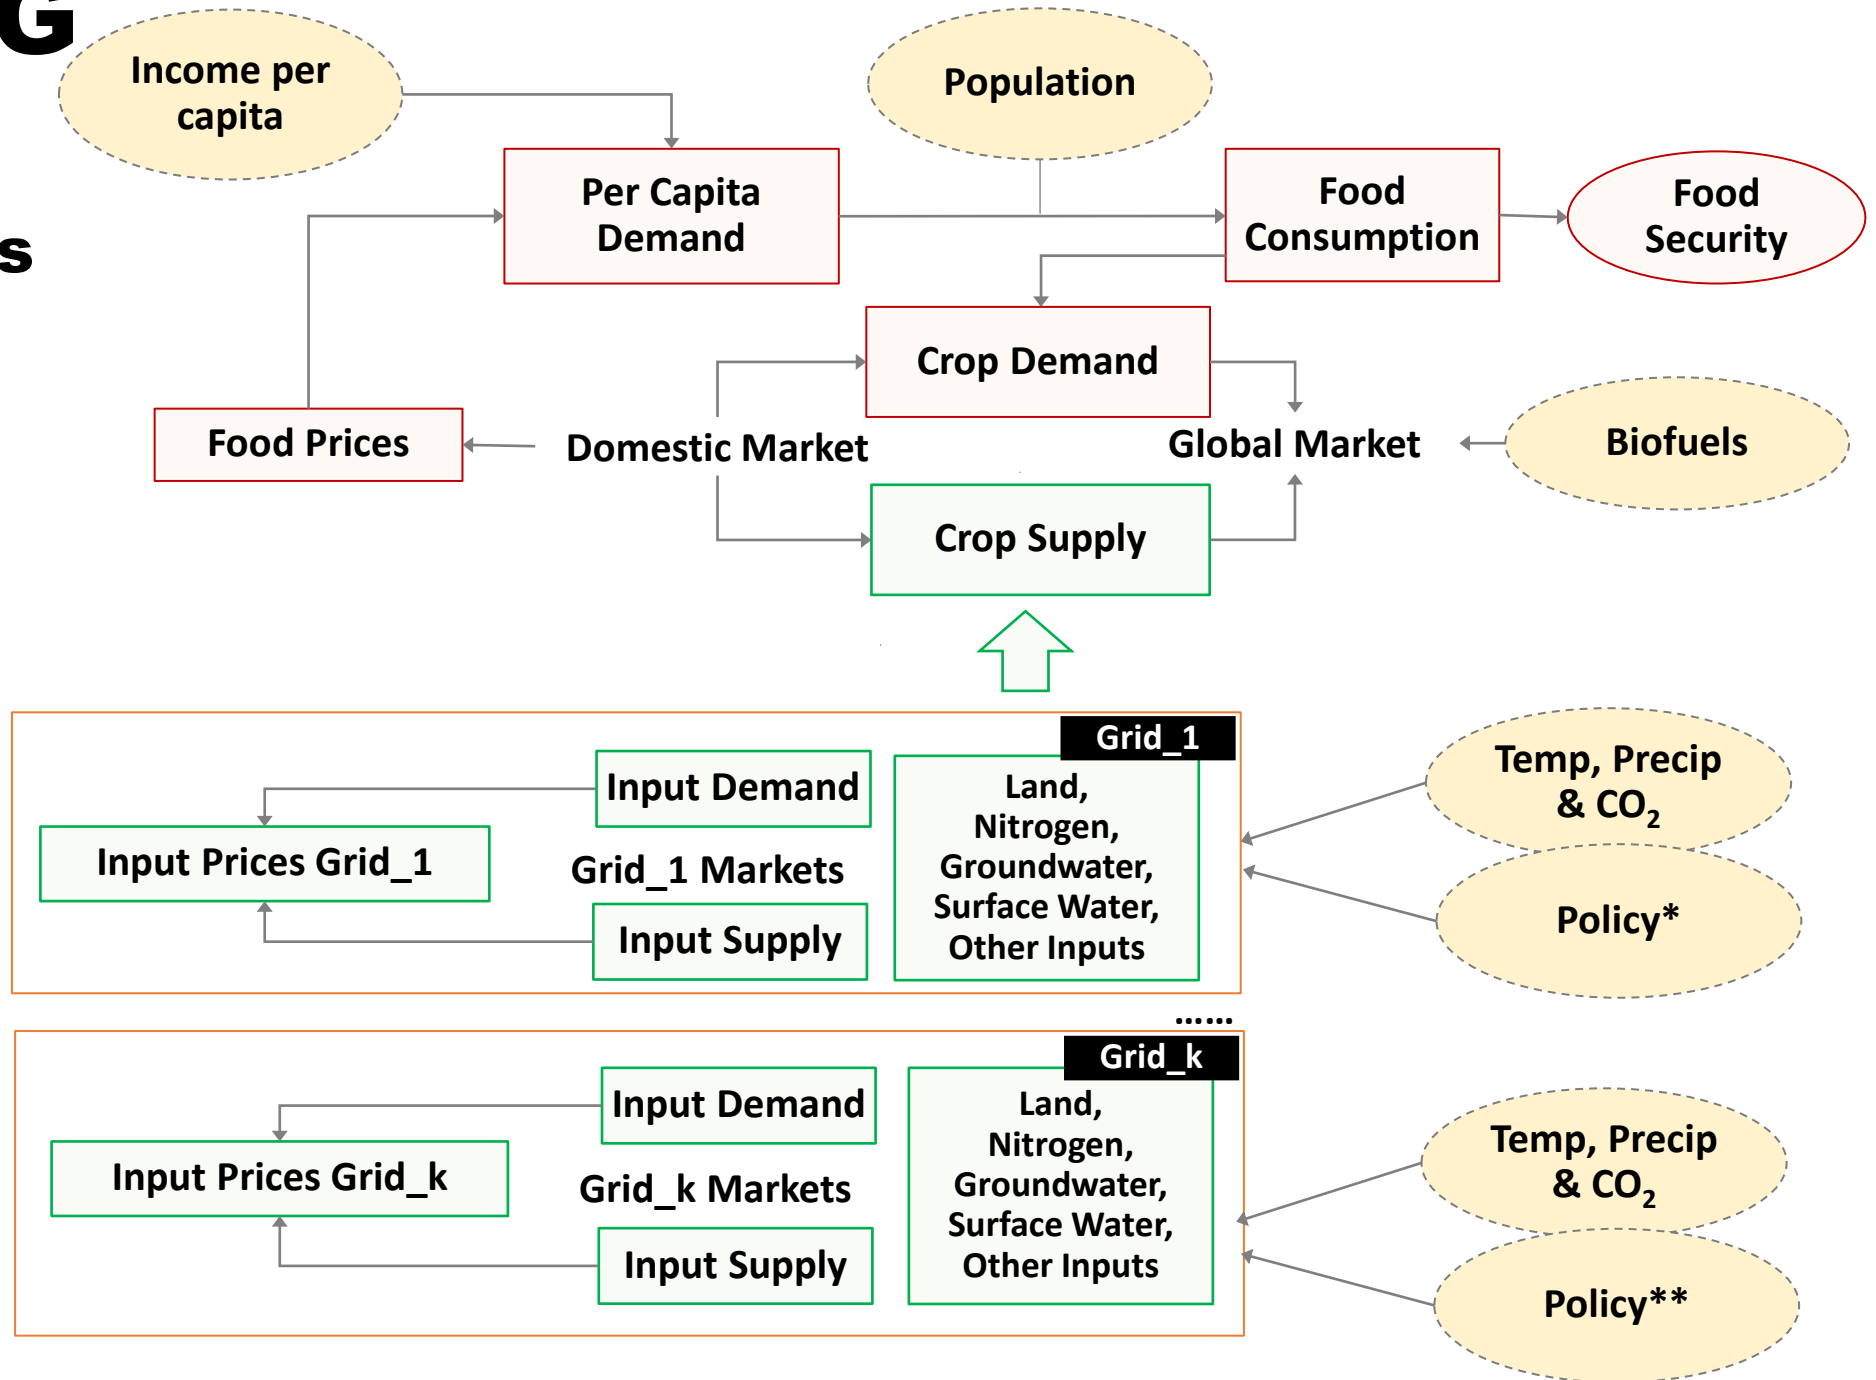 G
s
Income per
capita
Population
Per Capita
Demand
Food
Consumption
Food
Security
Crop Demand
Food Prices
Domestic Market
Global Market
Biofuels
Crop Supply
Grid_1
Input Demand
Land,
Nitrogen,
Groundwater,
Surface Water,
Other Inputs
Input Prices Grid_1
Grid_1 Markets
Input Supply
Temp, Precip
& CO₂
Policy*
......
Grid_k
Input Demand
Land,
Nitrogen,
Groundwater,
Surface Water,
Other Inputs
Input Prices Grid_k
Grid_k Markets
Input Supply
Temp, Precip
& CO₂
Policy**